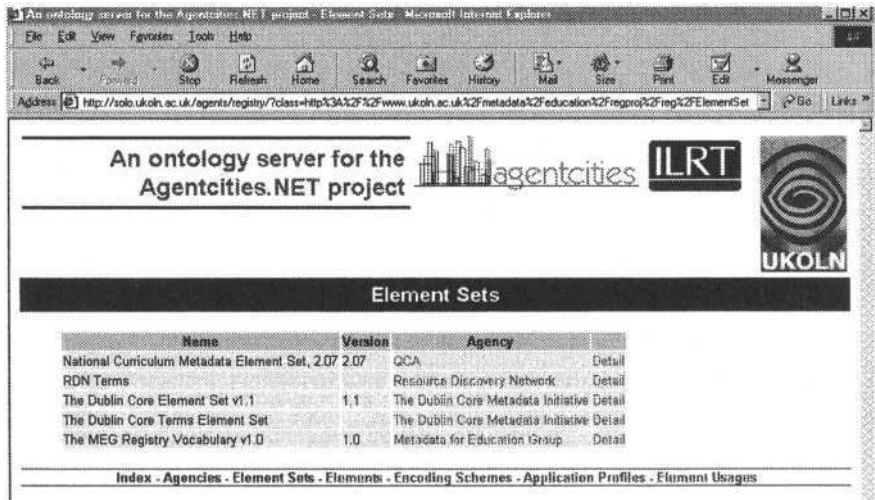 An ontology server for the Agentcities.NET project - Element Sets - Microsoft Internet Explorer
File Edit View Favorites Tools Help
Back Forward Stop Refresh Home Search Favorites History Mail Size Print Edit Messenger
Address http://solo.ukoln.ac.uk/agents/registry/?class=http%3A%2F%2Fwww.ukoln.ac.uk%2Fmetadata%2Feducation%2Fregproj%2Freg%2FElementSet Go Links »
An ontology server for the
Agentcities.NET project
agentcities
ILRT
UKOLN
Element Sets
Name Version Agency
National Curriculum Metadata Element Set, 2.07 2.07 QCA Detail
RDN Terms Resource Discovery Network Detail
The Dublin Core Element Set v1.1 1.1 The Dublin Core Metadata Initiative Detail
The Dublin Core Terms Element Set The Dublin Core Metadata Initiative Detail
The MEG Registry Vocabulary v1.0 1.0 Metadata for Education Group Detail
Index - Agencies - Element Sets - Elements - Encoding Schemes - Application Profiles - Element Usages